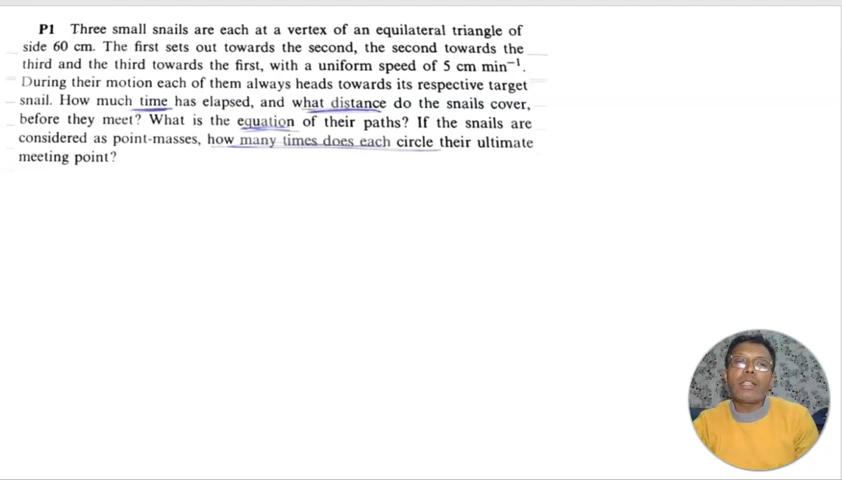 P1 Three small snails are each at a vertex of an equilateral triangle of
side 60 cm. The first sets out towards the second, the second towards the
third and the third towards the first, with a uniform speed of 5 cm min⁻¹.
During their motion each of them always heads towards its respective target
snail. How much time has elapsed, and what distance do the snails cover,
before they meet? What is the equation of their paths? If the snails are
considered as point-masses, how many times does each circle their ultimate
meeting point?